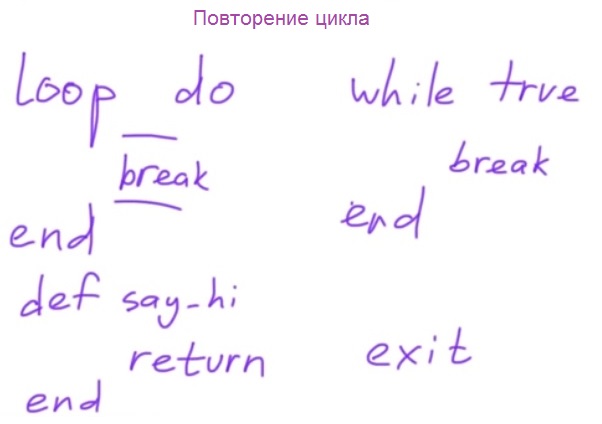 Повторение цикла
loop do
break
end
while true
break
end
def say_hi
return
end
exit